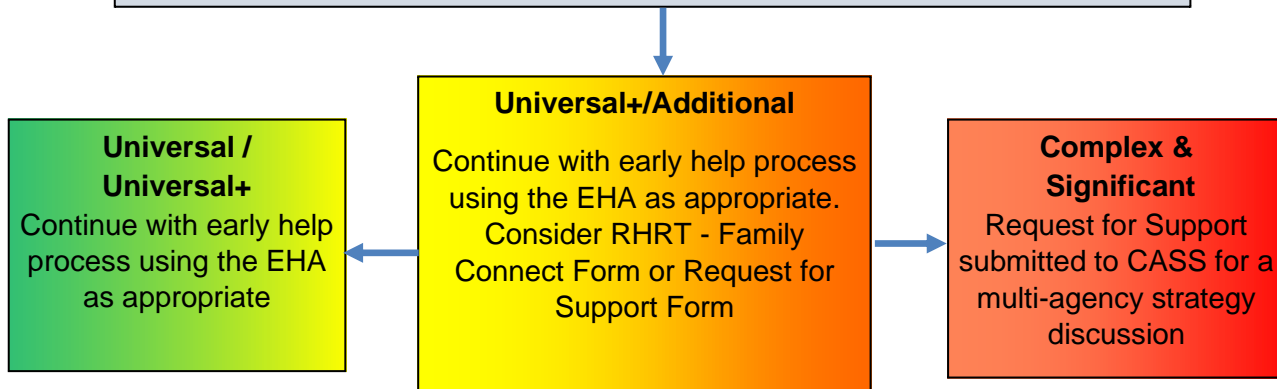 Universal /
Universal+
Continue with early help
process using the EHA
as appropriate
Universal+/Additional
Continue with early help process
using the EHA as appropriate.
Consider RHRT - Family
Connect Form or Request for
Support Form
Complex &
Significant
Request for Support
submitted to CASS for a
multi-agency strategy
discussion